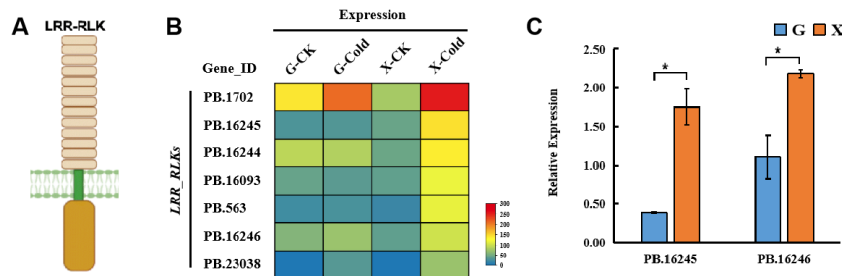 A
LRR-RLK
B
Expression
Gene_ID
G-CK
G-Cold
X-CK
X-Cold
LRR_RLKs
PB.1702
PB.16245
PB.16244
PB.16093
PB.563
PB.16246
PB.23038
300
250
200
150
100
50
0
C
G
X
Relative Expression
2.50
2.00
1.50
1.00
0.50
0.00
*
*
PB.16245
PB.16246